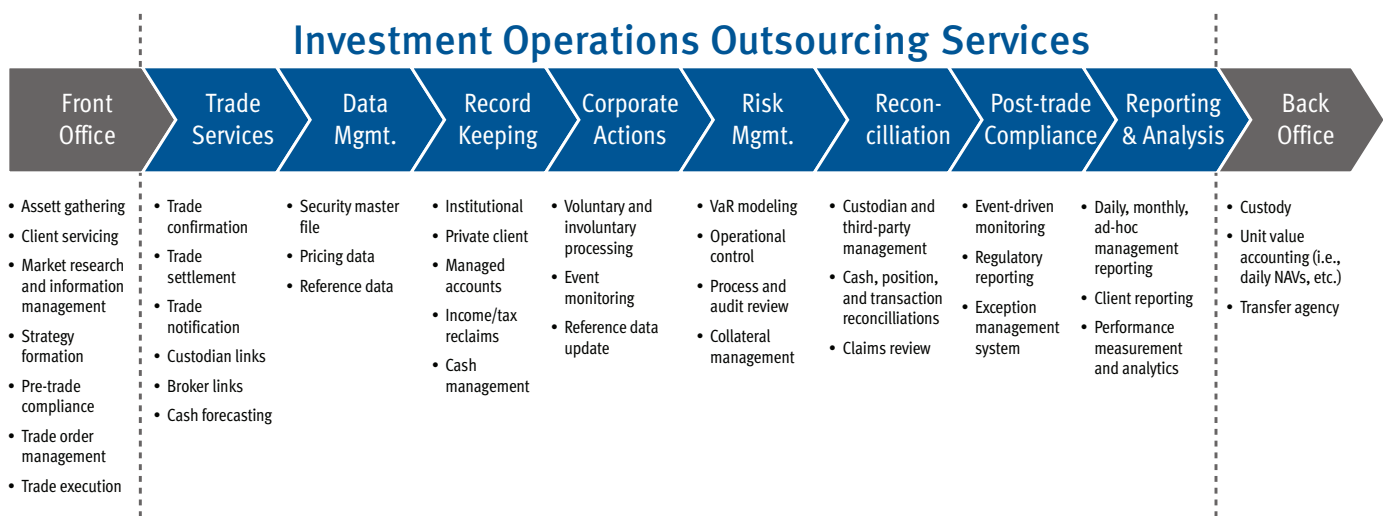 Investment Operations Outsourcing Services
Front
Office
Trade
Services
Data
Mgmt.
Record
Keeping
Corporate
Actions
Risk
Mgmt.
Recon-
cilliation
Post-trade
Compliance
Reporting
& Analysis
Back
Office
• Assett gathering
• Client servicing
• Market research
and information
management
• Strategy
formation
• Pre-trade
compliance
• Trade order
management
• Trade execution
• Trade
confirmation
• Trade
settlement
• Trade
notification
• Custodian links
• Broker links
• Cash forecasting
• Security master
file
• Pricing data
• Reference data
• Institutional
• Private client
• Managed
accounts
• Income/tax
reclaims
• Cash
management
• Voluntary and
involuntary
processing
• Event
monitoring
• Reference data
update
• VaR modeling
• Operational
control
• Process and
audit review
• Collateral
management
• Custodian and
third-party
management
• Cash, position,
and transaction
reconcilliations
• Claims review
• Event-driven
monitoring
• Regulatory
reporting
• Exception
management
system
• Daily, monthly,
ad-hoc
management
reporting
• Client reporting
• Performance
measurement
and analytics
• Custody
• Unit value
accounting (i.e.,
daily NAVs, etc.)
• Transfer agency